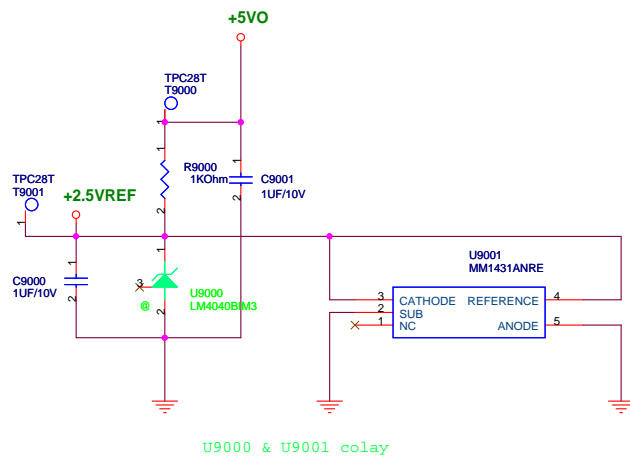 +5VO
TPC28T
T9000
1
1
1
R9000
1KOhm
C9001
1UF/10V
2
2
TPC28T
T9001
+2.5VREF
1
1
1
C9000
1UF/10V
2
3
U9000
@
LM4040BIM3
2
U9001
MM1431ANRE
3
CATHODE
REFERENCE
4
2
SUB
1
NC
ANODE
5
U9000 & U9001 colay